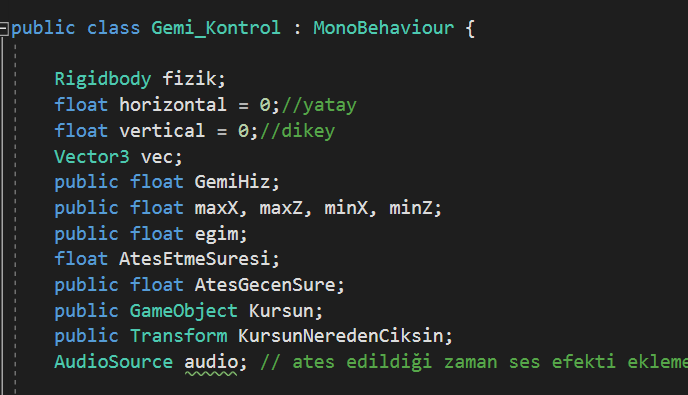 public class Gemi_Kontrol : MonoBehaviour {
Rigidbody fizik;
float horizontal = 0;//yatay
float vertical = 0;//dikey
Vector3 vec;
public float GemiHiz;
public float maxX, maxZ, minX, minZ;
public float egim;
float AtesEtmeSuresi;
public float AtesGecenSure;
public GameObject Kursun;
public Transform KursunNeredenCiksin;
AudioSource audio; // ates edildiği zaman ses efekti ekleme